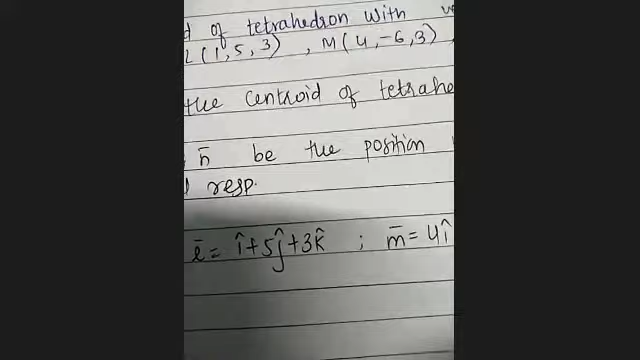 of tetrahedron with
L(1,5,3) , M(4,-6,3) ,
the centroid of tetrahe
n̄ be the position
resp.
l̄ = î+5ĵ+3k̂ ; m̄ = 4î